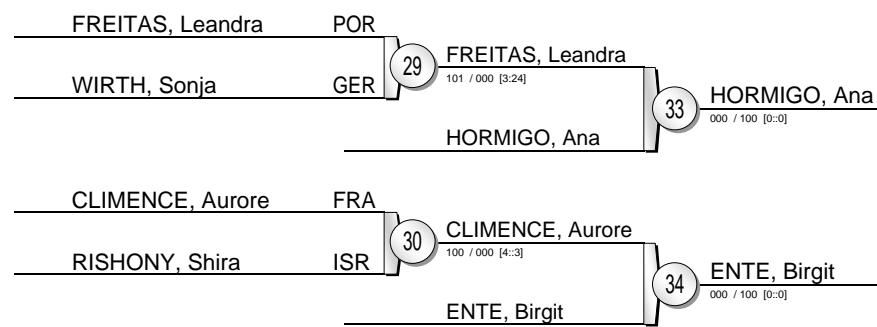 FREITAS, Leandra POR
WIRTH, Sonja GER
29
FREITAS, Leandra
101 / 000 [3:24]
HORMIGO, Ana
33
HORMIGO, Ana
000 / 100 [0::0]
CLIMENCE, Aurore FRA
RISHONY, Shira ISR
30
CLIMENCE, Aurore
100 / 000 [4::3]
ENTE, Birgit
34
ENTE, Birgit
000 / 100 [0::0]